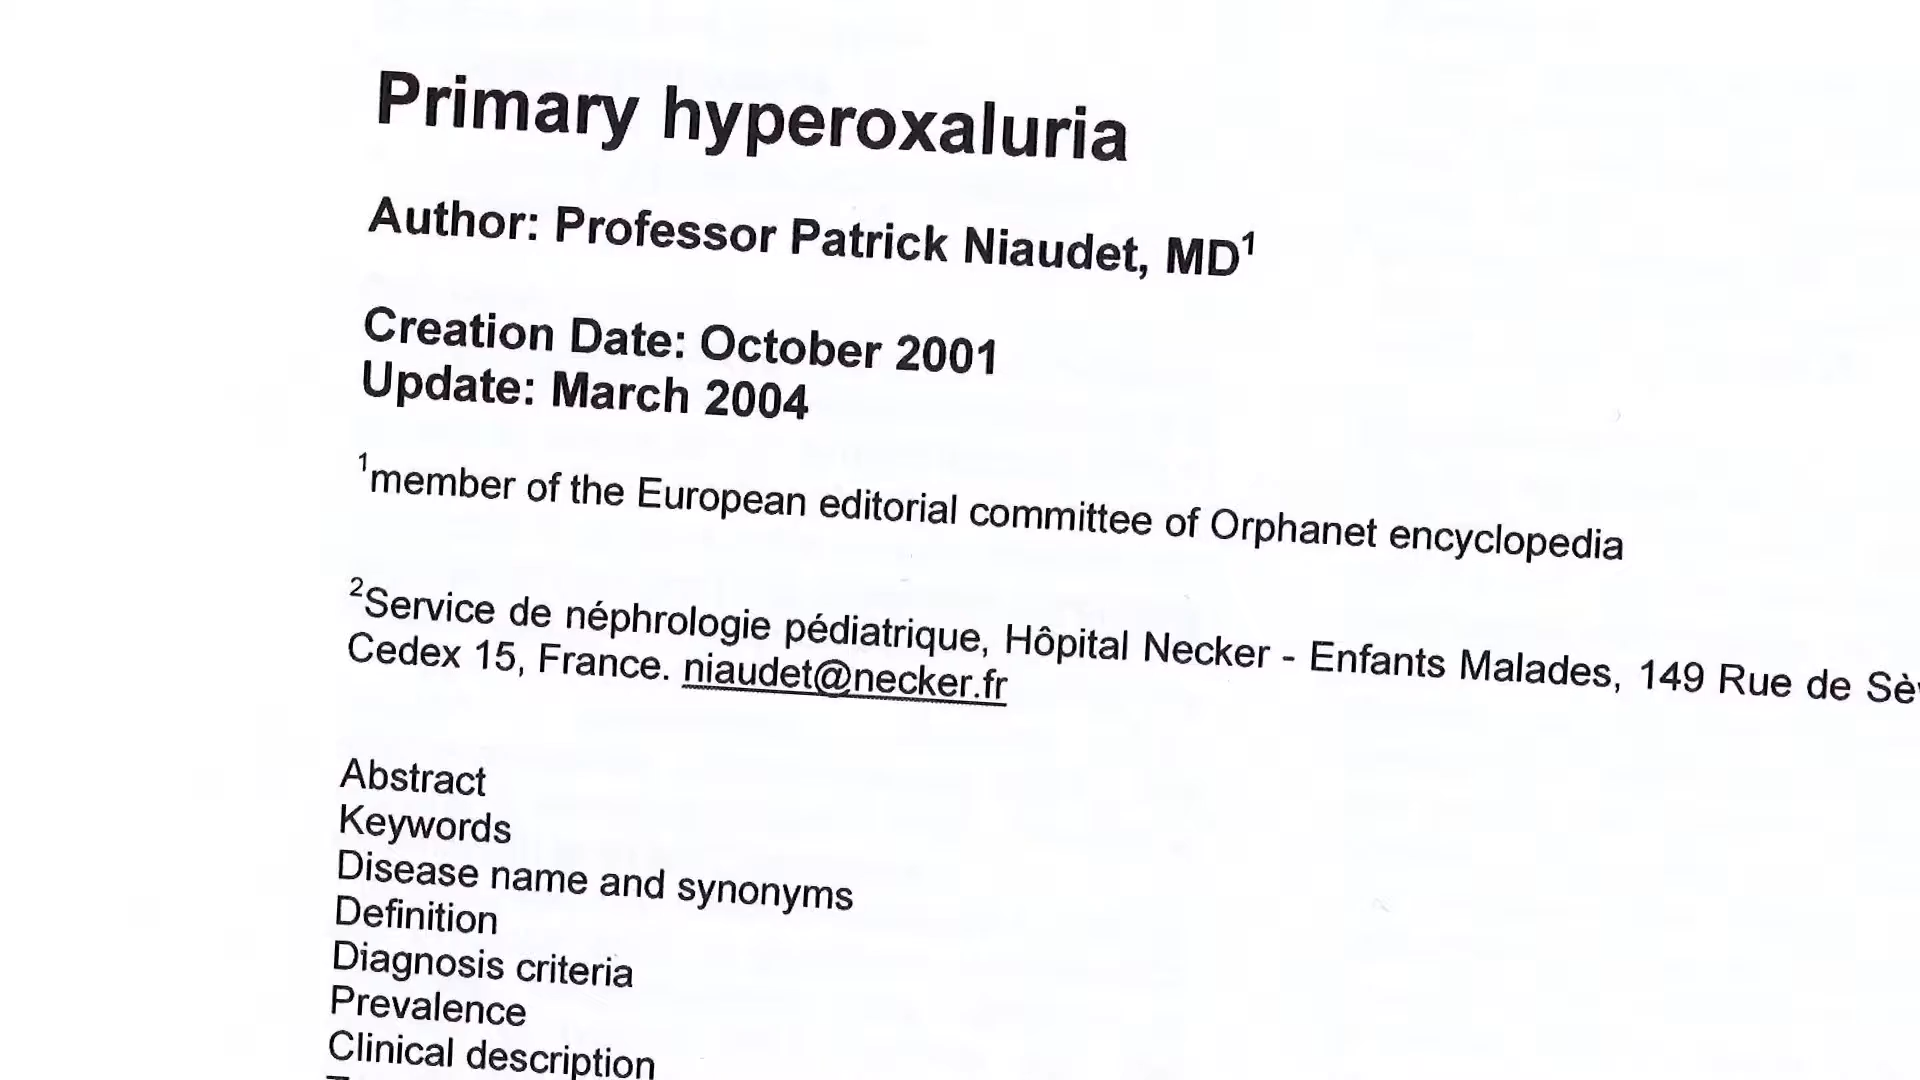 Primary hyperoxaluria
Author: Professor Patrick Niaudet, MD¹
Creation Date: October 2001
Update: March 2004
¹member of the European editorial committee of Orphanet encyclopedia
²Service de néphrologie pédiatrique, Hôpital Necker - Enfants Malades, 149 Rue de
Cedex 15, France. niaudet@necker.fr
Abstract
Keywords
Disease name and synonyms
Definition
Diagnosis criteria
Prevalence
Clinical description